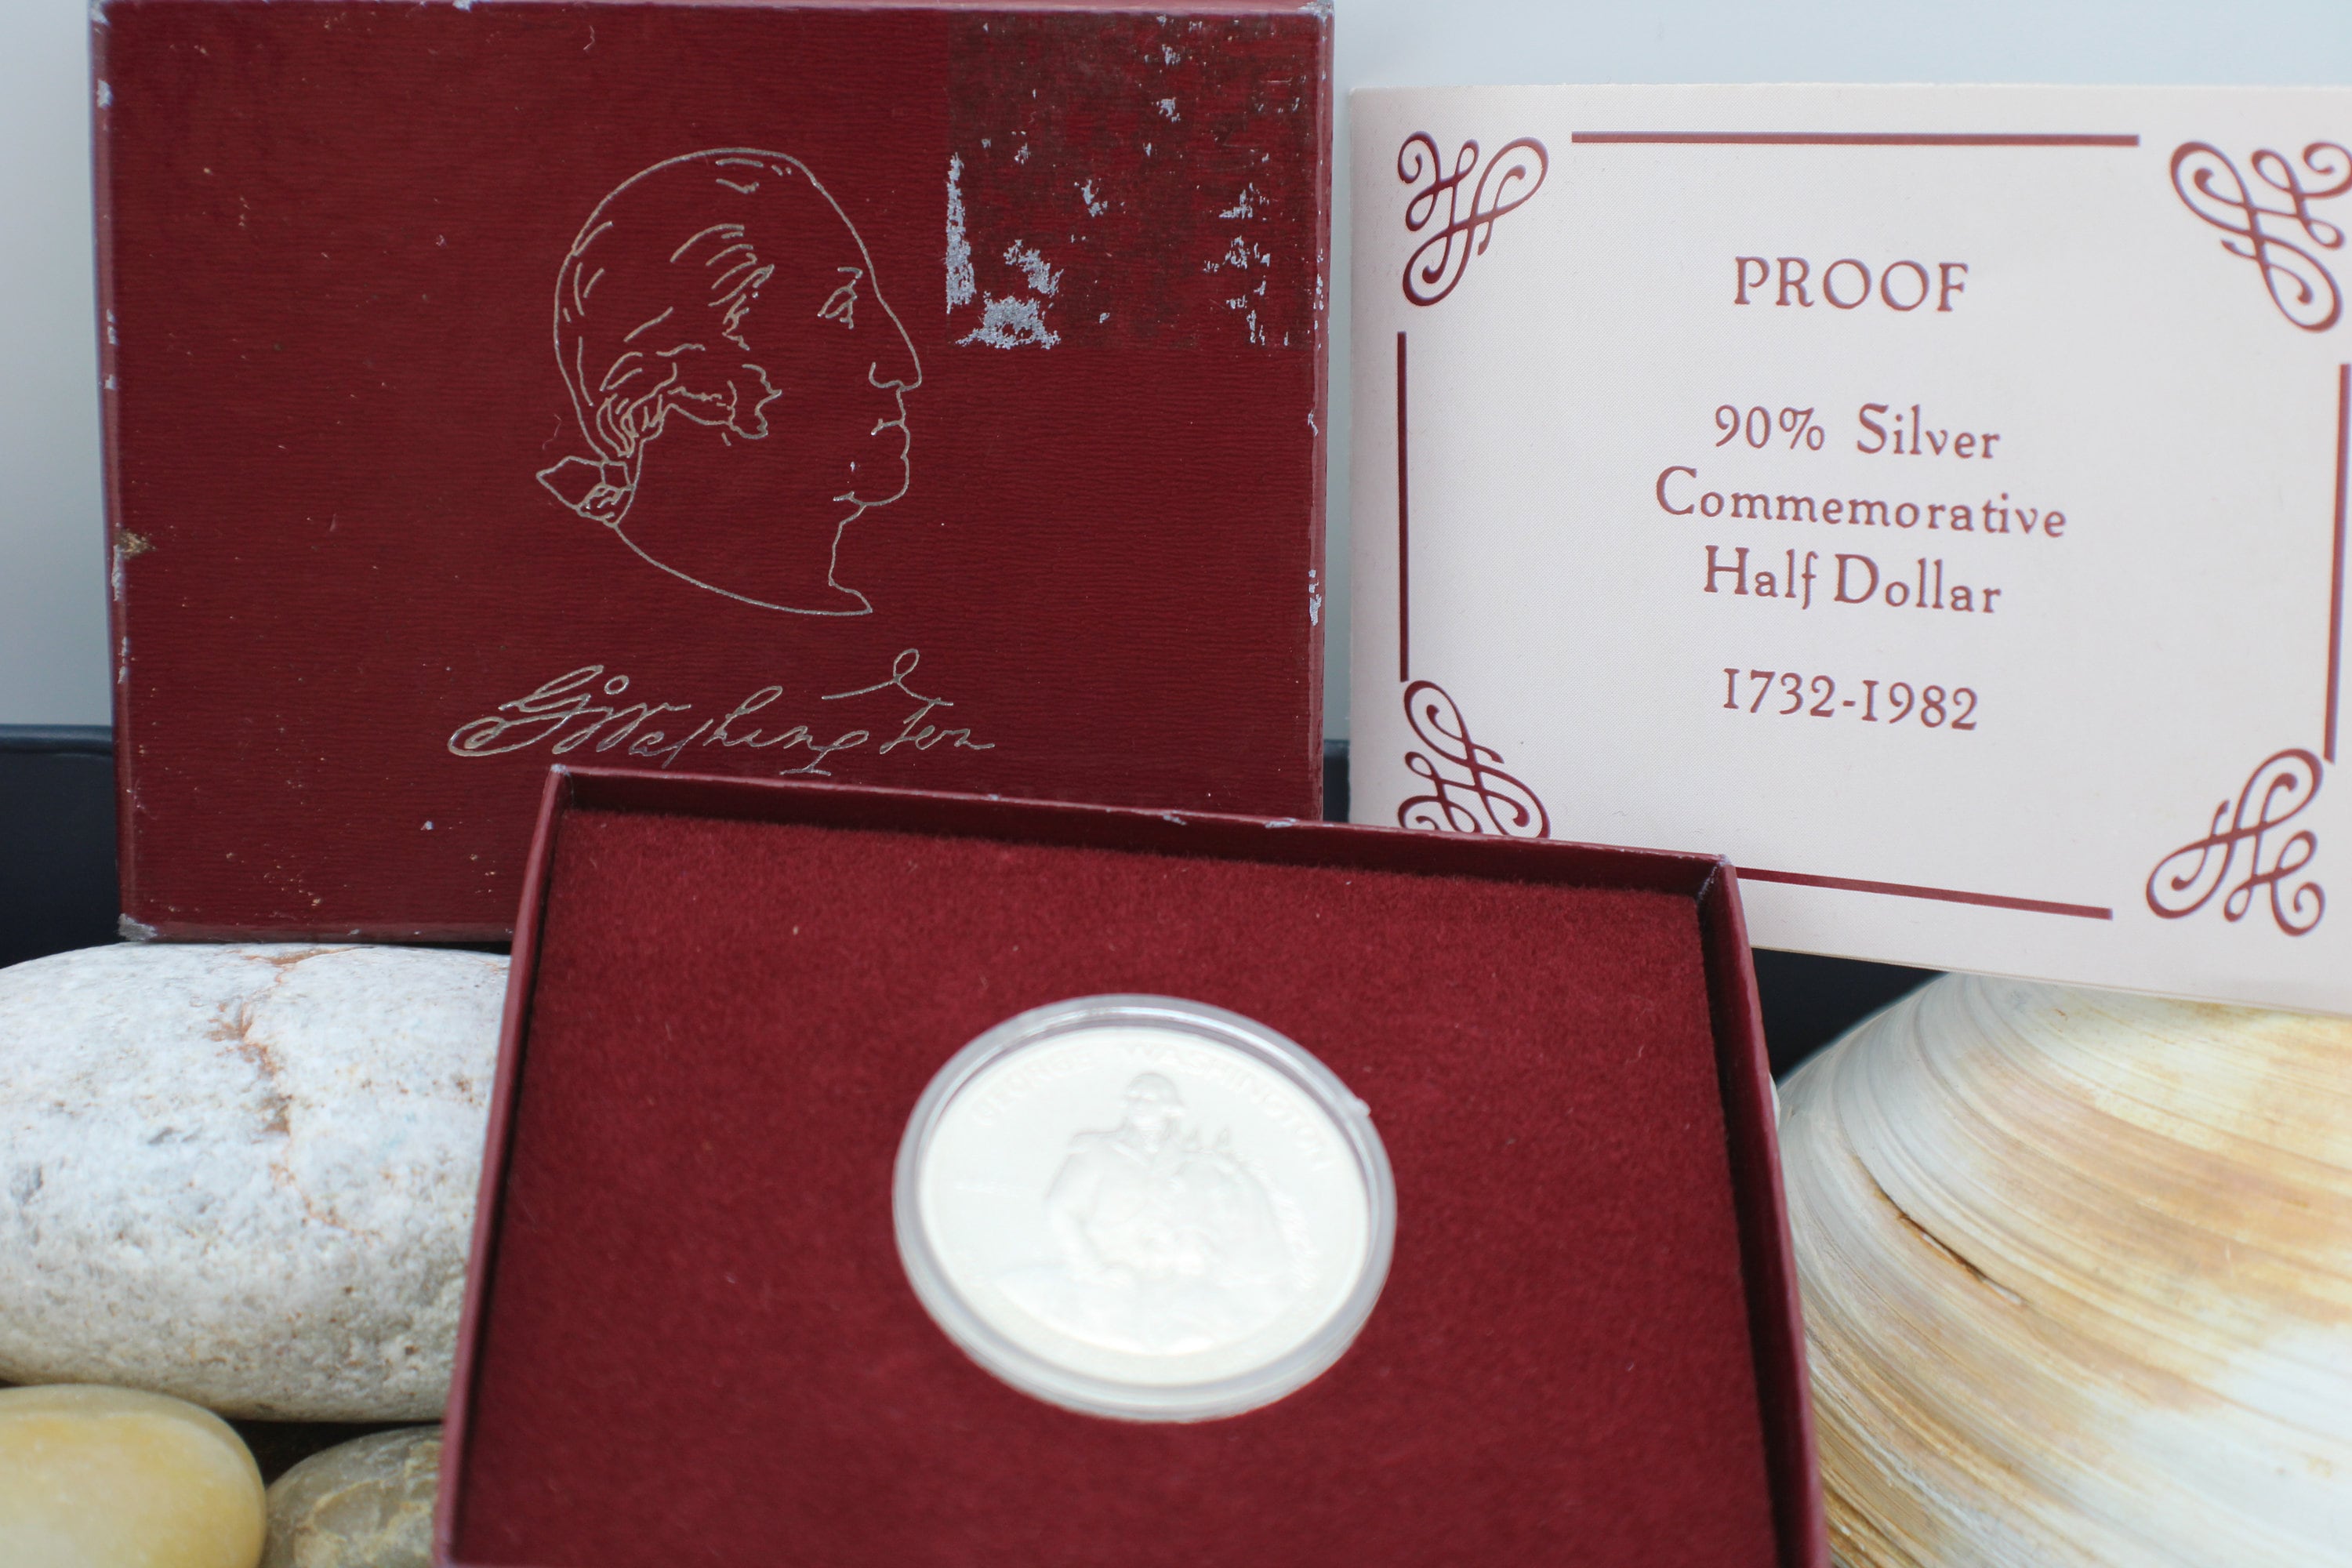 G:Washington
PROOF
90% Silver
Commemorative
Half Dollar
1732-1982
GEORGE WASHINGTON